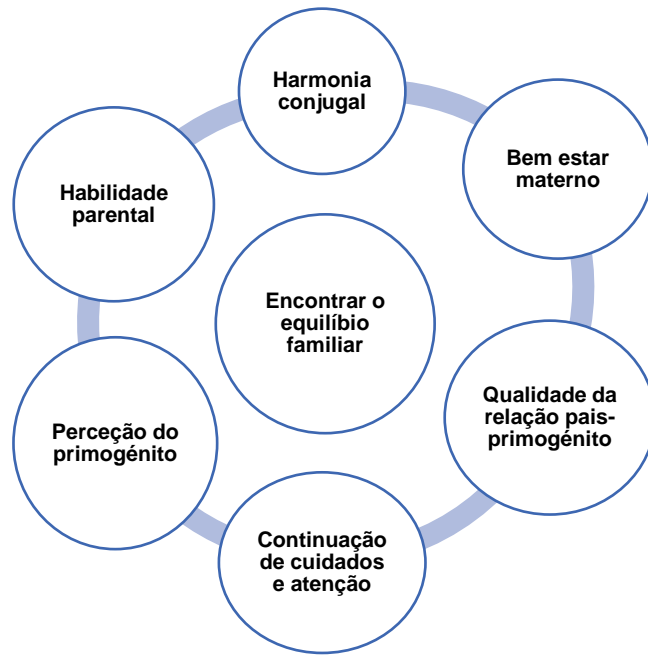 Harmonia
conjugal
Bem estar
materno
Habilidade
parental
Encontrar o
equilíbio
familiar
Qualidade da
relação pais-
primogénito
Perceção do
primogénito
Continuação
de cuidados
e atenção